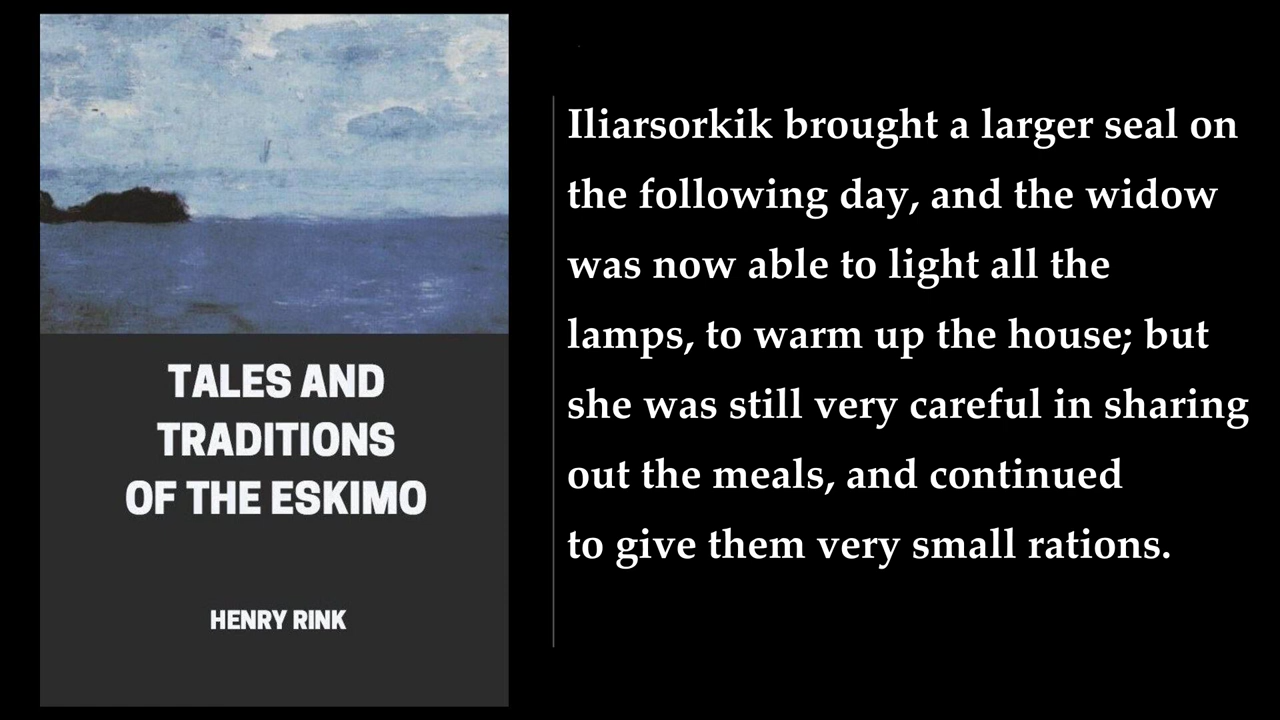 TALES AND
TRADITIONS
OF THE ESKIMO
HENRY RINK
Iliarsorkik brought a larger seal on
the following day, and the widow
was now able to light all the
lamps, to warm up the house; but
she was still very careful in sharing
out the meals, and continued
to give them very small rations.